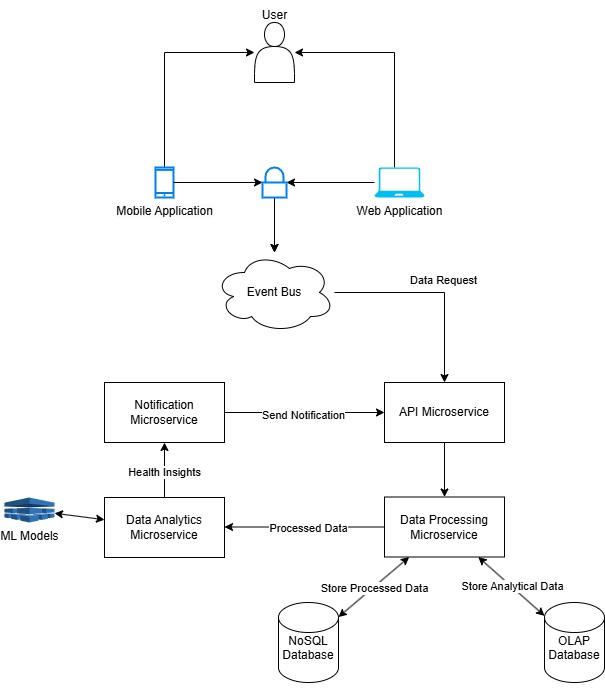 User
Mobile Application
Web Application
Event Bus
Data Request
Notification
Microservice
Send Notification
API Microservice
Health Insights
ML Models
Data Analytics
Microservice
Processed Data
Data Processing
Microservice
Store Processed Data
Store Analytical Data
NoSQL
Database
OLAP
Database